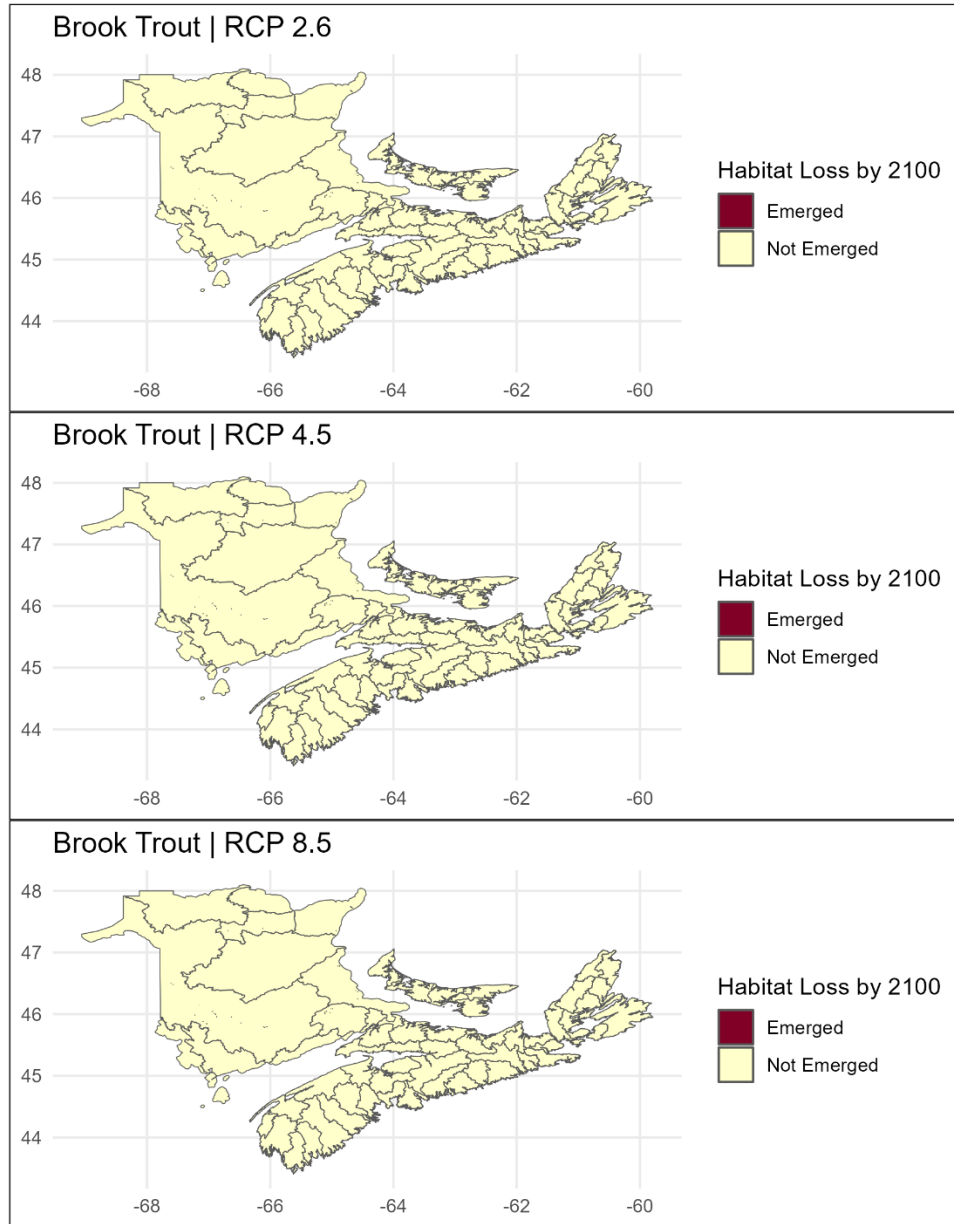 Brook Trout | RCP 2.6
48
47
46
45
44
-68
-66
-64
-62
-60
Habitat Loss by 2100
Emerged
Not Emerged
Brook Trout | RCP 4.5
48
47
46
45
44
-68
-66
-64
-62
-60
Habitat Loss by 2100
Emerged
Not Emerged
Brook Trout | RCP 8.5
48
47
46
45
44
-68
-66
-64
-62
-60
Habitat Loss by 2100
Emerged
Not Emerged